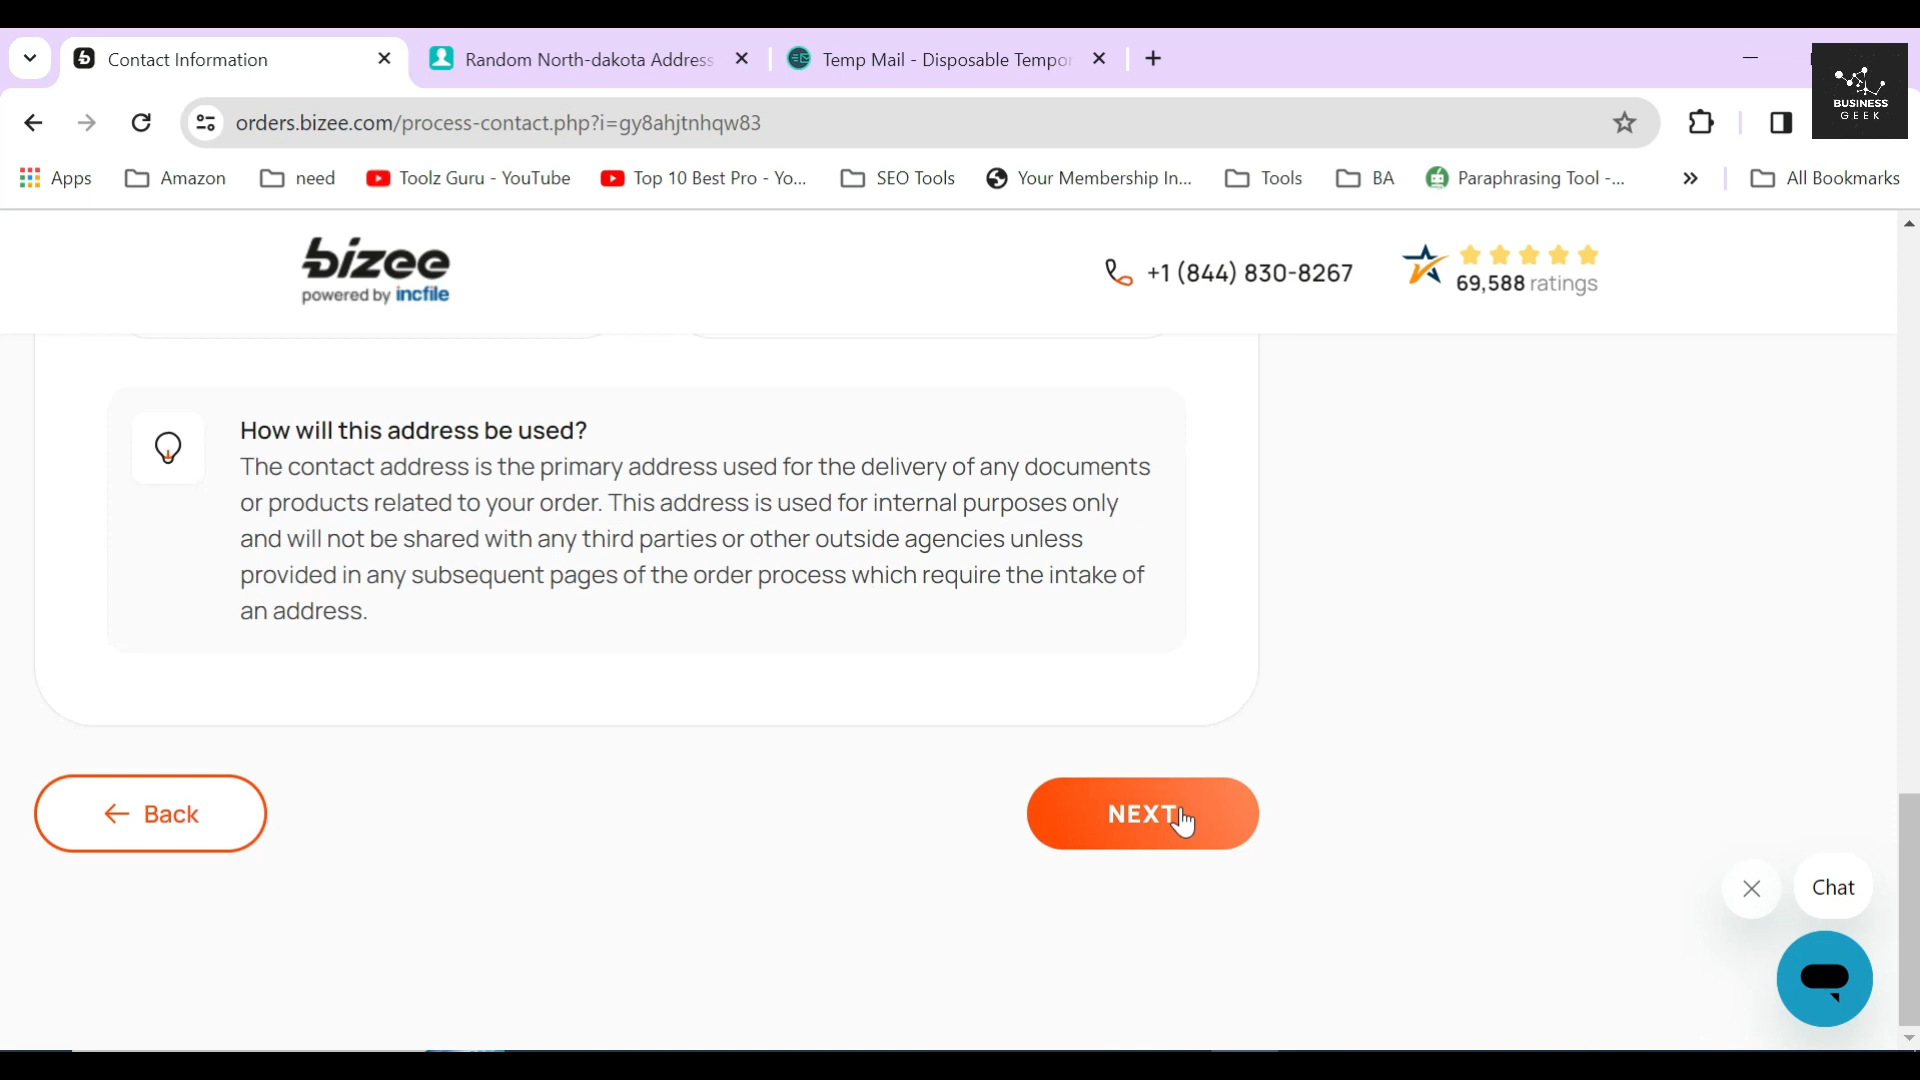 Contact Information
Random North-dakota Address
Temp Mail - Disposable Tempor
BUSINESS
GEEK
orders.bizee.com/process-contact.php?i=gy8ahjtnhqw83
Apps
Amazon
need
Toolz Guru - YouTube
Top 10 Best Pro - Yo...
SEO Tools
Your Membership In...
Tools
BA
Paraphrasing Tool -...
All Bookmarks
bizee
powered by incfile
+1 (844) 830-8267
69,588 ratings
How will this address be used?
The contact address is the primary address used for the delivery of any documents
or products related to your order. This address is used for internal purposes only
and will not be shared with any third parties or other outside agencies unless
provided in any subsequent pages of the order process which require the intake of
an address.
Back
NEXT
Chat